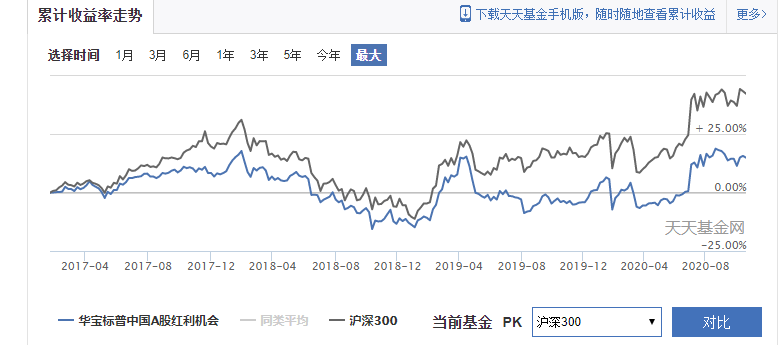 累计收益率走势 下载天天基金手机版，随时随地查看累计收益 更多>
选择时间 1月 3月 6月 1年 3年 5年 今年 最大
+ 25.00%
0.00%
天天基金网
-25.00%
2017-04 2017-08 2017-12 2018-04 2018-08 2018-12 2019-04 2019-08 2019-12 2020-04 2020-08
华宝标普中国A股红利机会 同类平均 沪深300 当前基金 PK 沪深300 对比